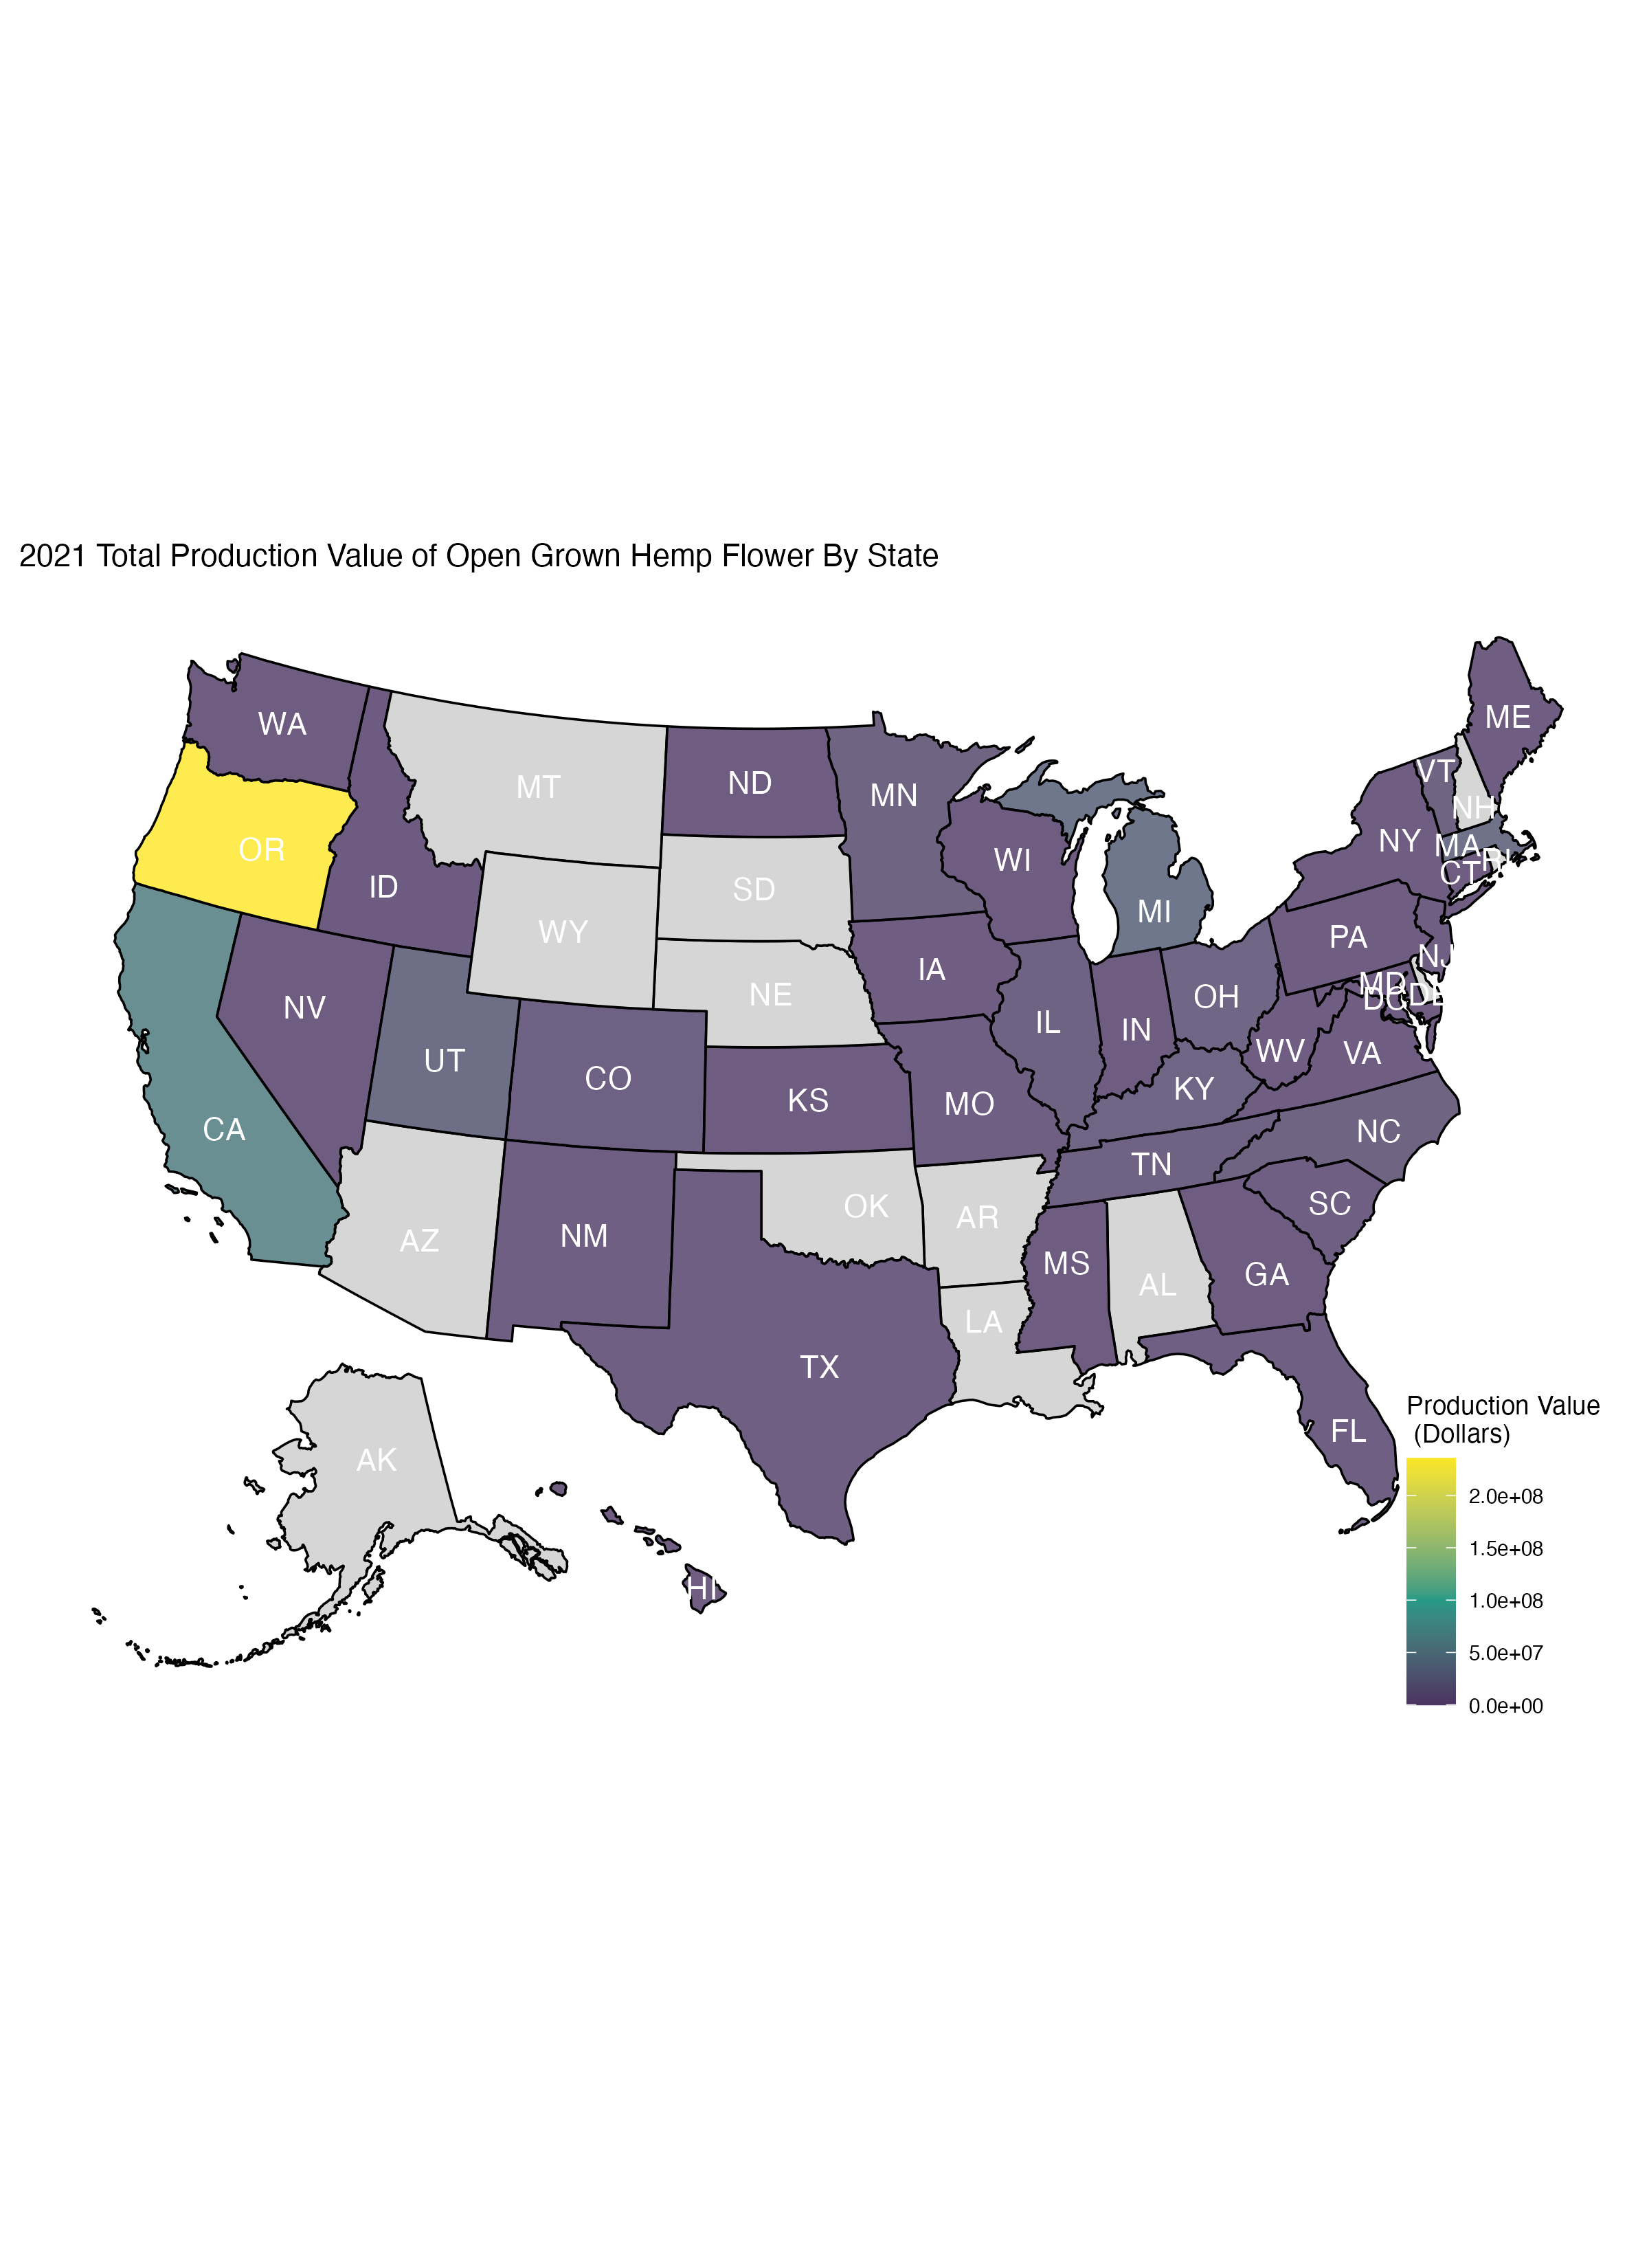 2021 Total Production Value of Open Grown Hemp Flower By State
ME
WA
VT
ND
MT
MN
NH
NY
MA
OR
RI
WI
CT
ID
SD
MI
WY
PA
NJ
IA
MD
NE
OH
DC
DE
NV
IL
IN
WV
VA
UT
CO
KY
KS
MO
CA
NC
TN
SC
OK
AR
NM
AZ
MS
GA
AL
LA
TX
Production Value
(Dollars)
FL
AK
2.0e+08
1.5e+08
HI
1.0e+08
5.0e+07
0.0e+00